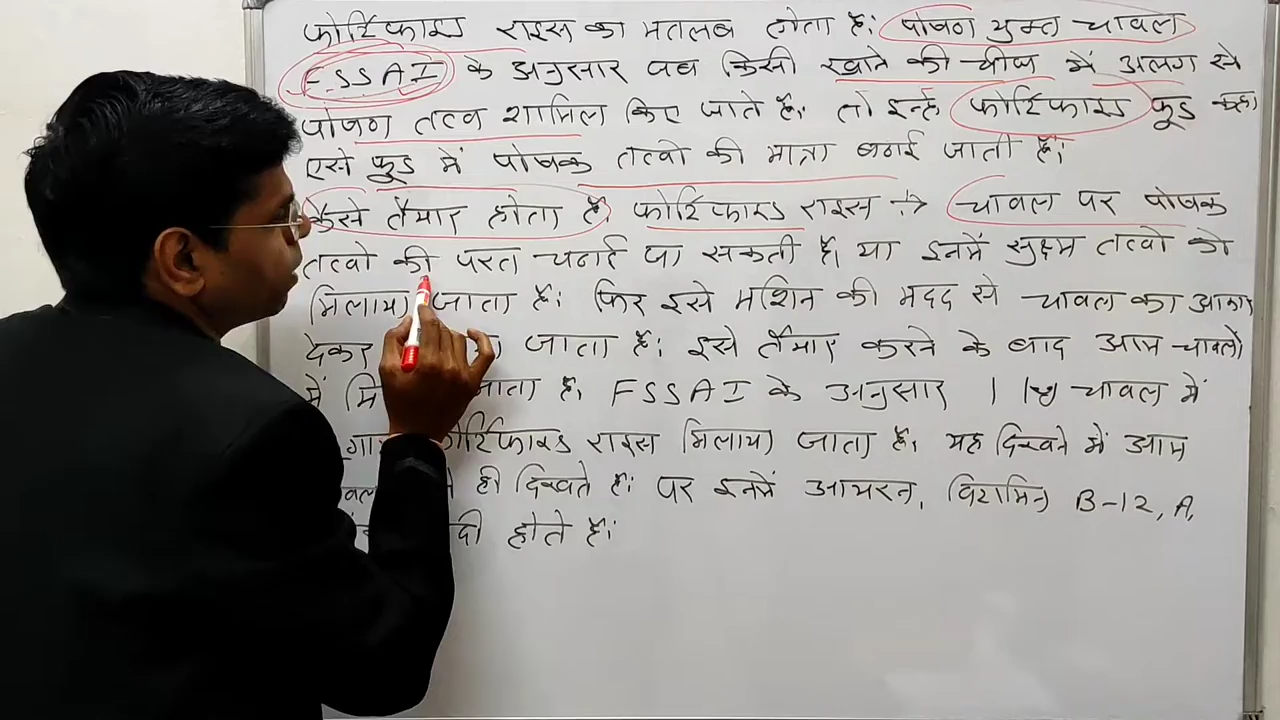 फोर्टिफाइड राइस का मतलब होता है। पोषण युक्त चावल
FSSAI के अनुसार जब किसी खाने की चीज में अलग से
पोषण तत्व शामिल किए जाते है। तो इन्हे फोर्टिफाइड फूड
एसे फूड में पोषक तत्वो की मात्रा बढाई जाती है।
कैसे तैयार होता है फोर्टिफाइड राइस → चावल पर पोषक
तत्वो की परत चढाई जा सकती है। या इनमें सुक्ष्म तत्वो को
मिलाया जाता है। फिर इसे मशिन की मदद से चावल का आकार
देकर जाता है। इसे तैयार करने के बाद आम चावलों
में जाता है। FSSAI के अनुसार 1 kg चावल में
फोर्टिफाइड राइस मिलाया जाता है। यह दिखने में आम
ही दिखते है। पर इनमें आयरन, विटामिन B-12, A,
होते है।